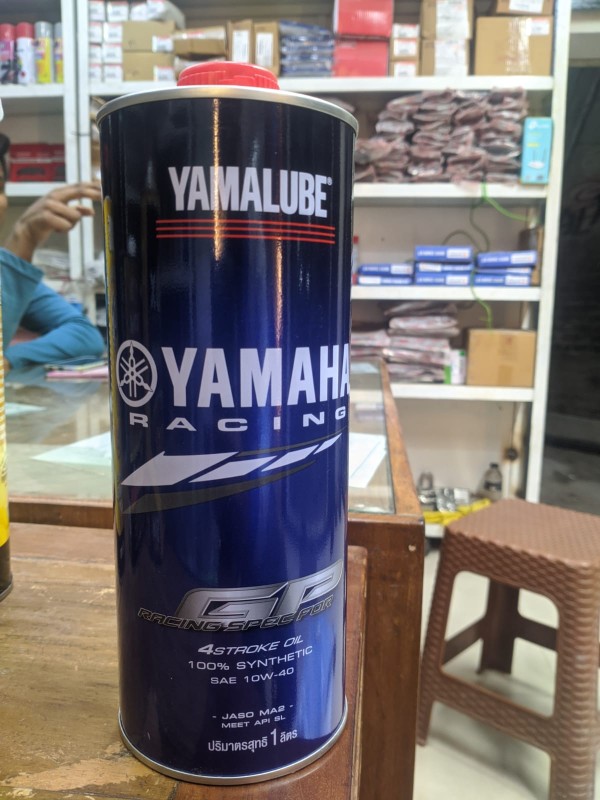 YAMALUBE®
YAMAHA
RACING
GP
RACING SPEC FOR
4STROKE OIL
100% SYNTHETIC
SAE 10W-40
- JASO MA2 -
MEET API SL
ปริมาตรสุทธิ 1 ลิตร